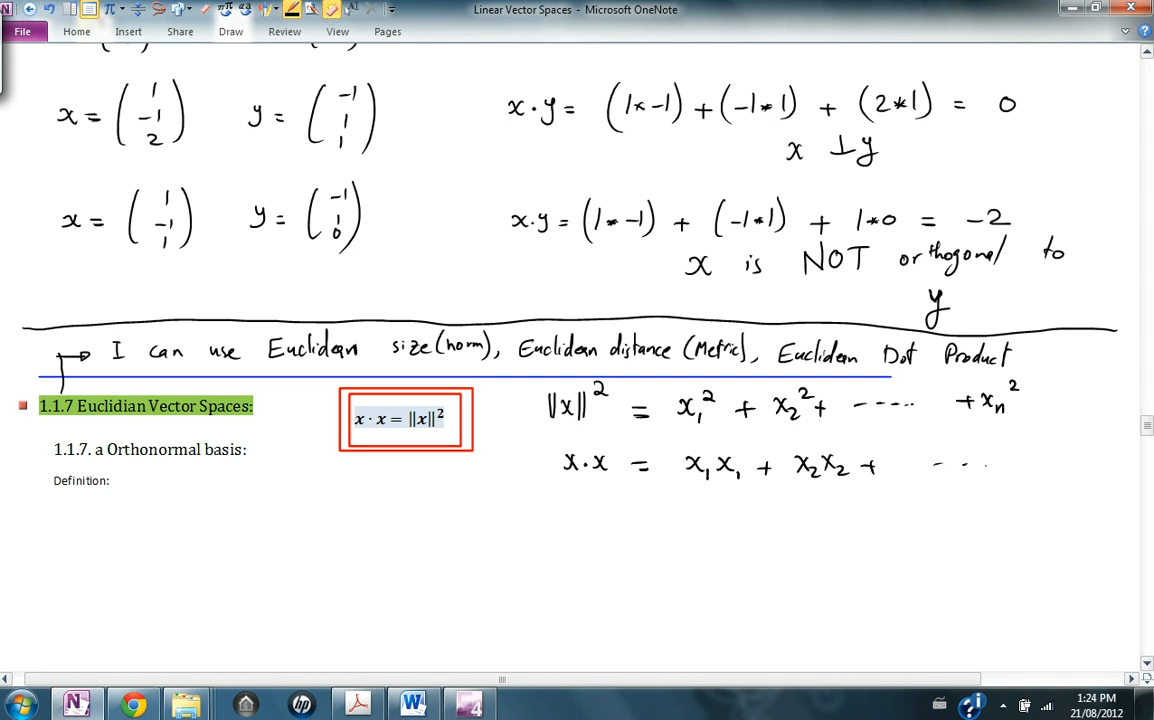 Linear Vector Spaces - Microsoft OneNote
File Home Insert Share Draw Review View Pages
x = ( 1 -1 2 ) y = ( -1 1 1 ) x · y = (1*-1) + (-1*1) + (2*1) = 0
x ⊥ y
x = ( 1 -1 1 ) y = ( -1 1 0 ) x·y = (1*-1) + (-1*1) + 1*0 = -2
x is NOT orthogonal to
y
I can use Euclidean size(norm), Euclidean distance (Metric), Euclidean Dot Product
1.1.7 Euclidian Vector Spaces:
x · x = ‖x‖²
‖x‖² = x₁² + x₂² + ----- + xₙ²
1.1.7. a Orthonormal basis:
x·x = x₁x₁ + x₂x₂ + - - -
Definition:
1:24 PM
21/08/2012